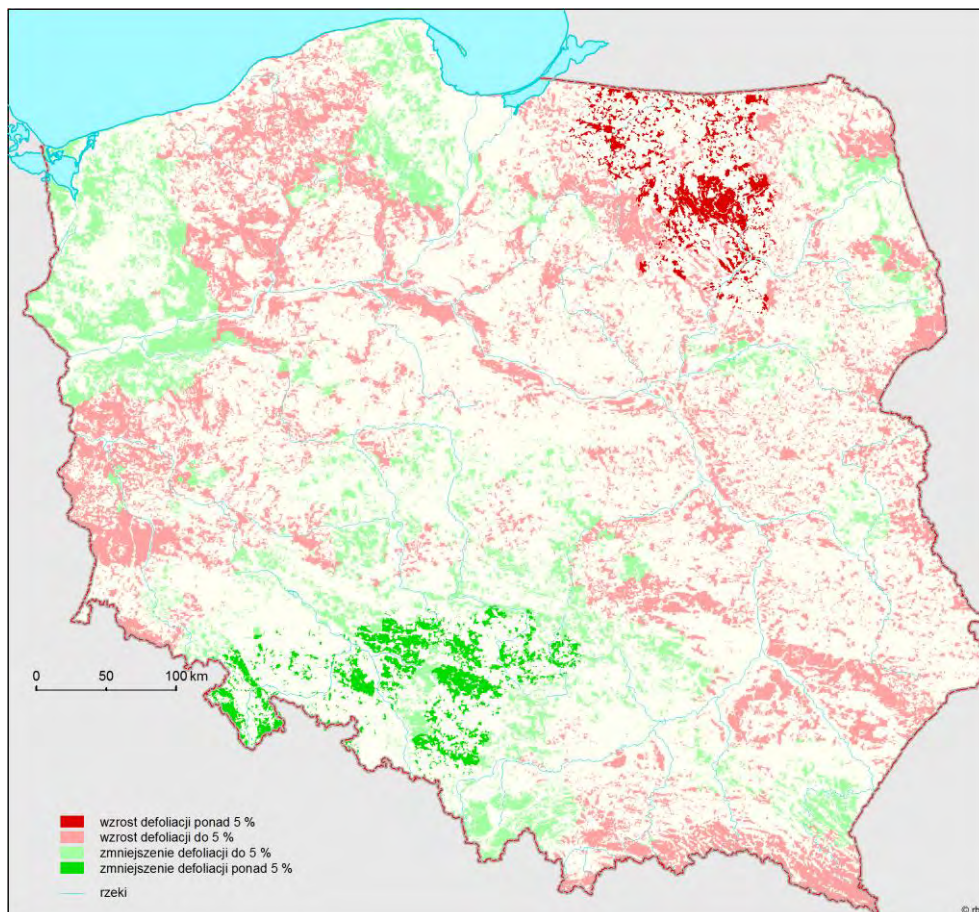 0 50 100 km
wzrost defoliacji ponad 5 %
wzrost defoliacji do 5 %
zmniejszenie defoliacji do 5 %
zmniejszenie defoliacji ponad 5 %
rzeki
©